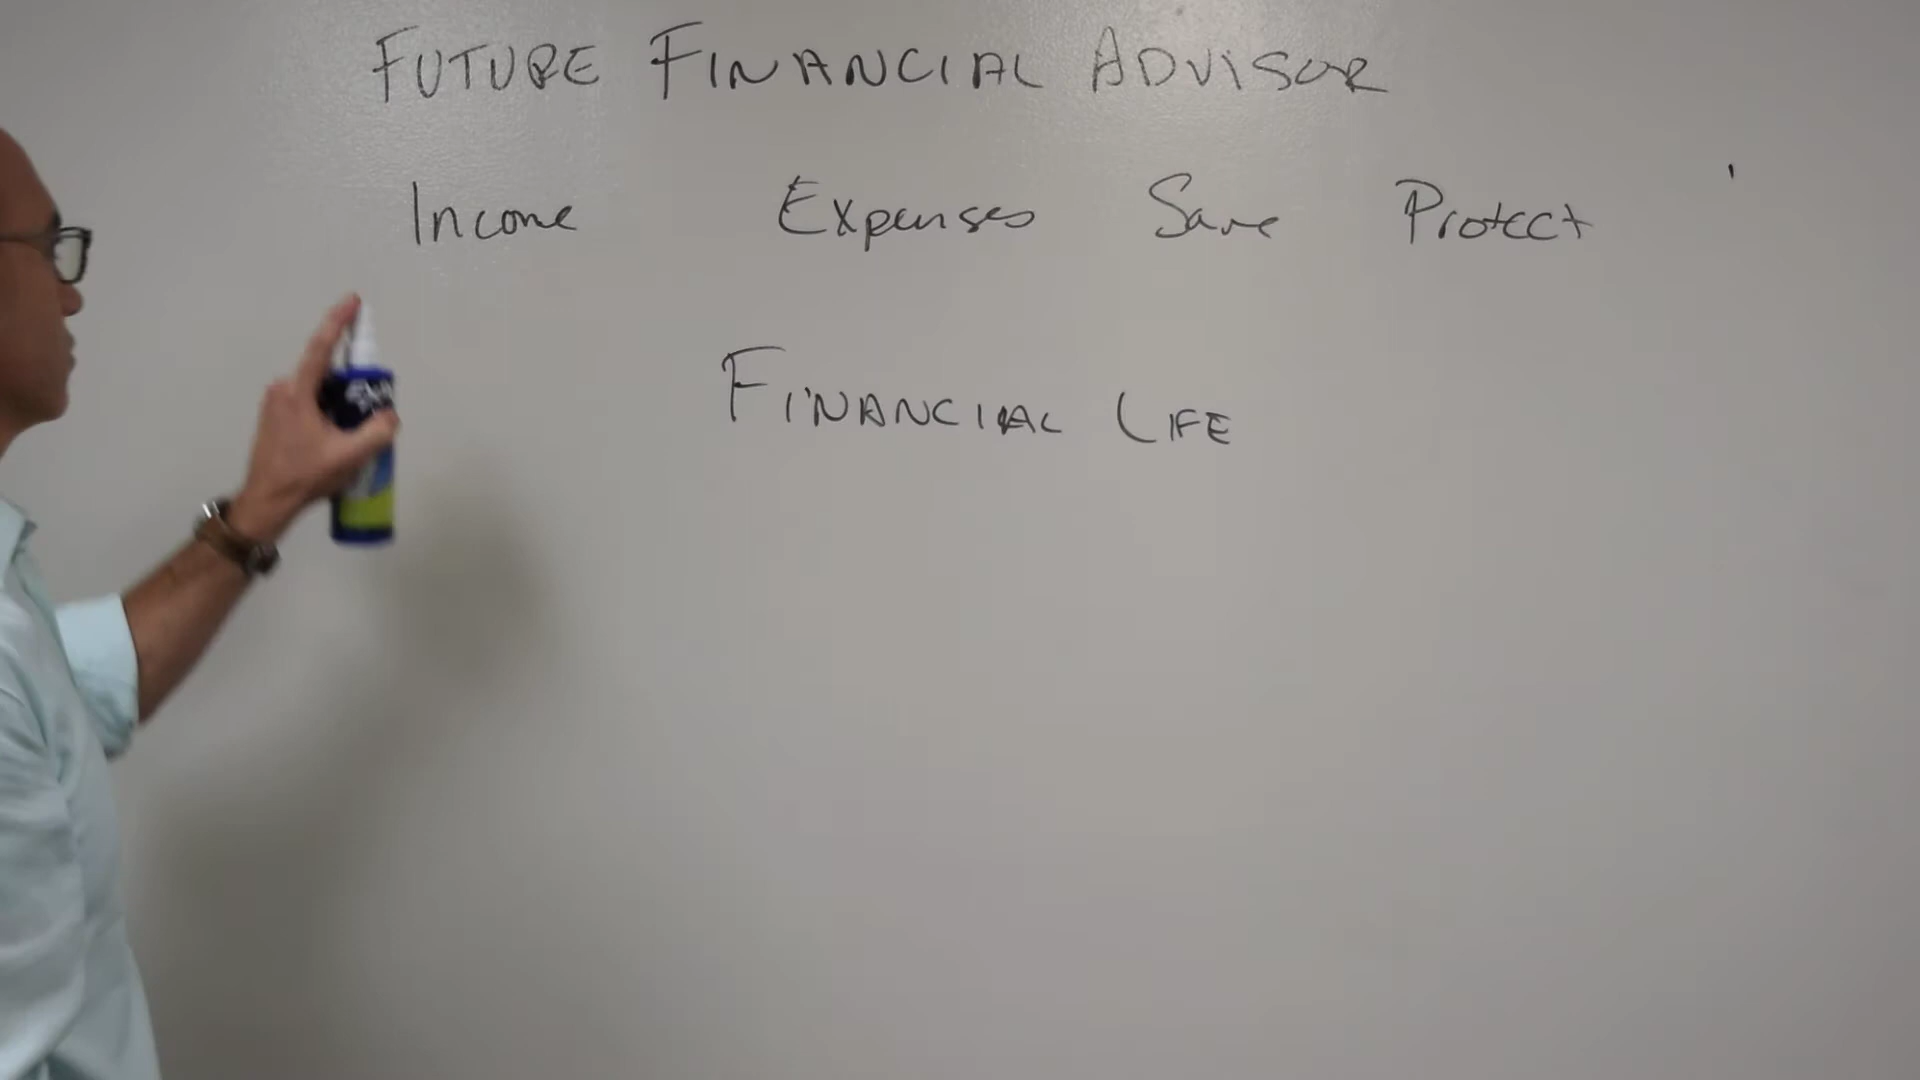 FUTURE FINANCIAL ADVISOR
Income Expenses Save Protect
FINANCIAL LIFE